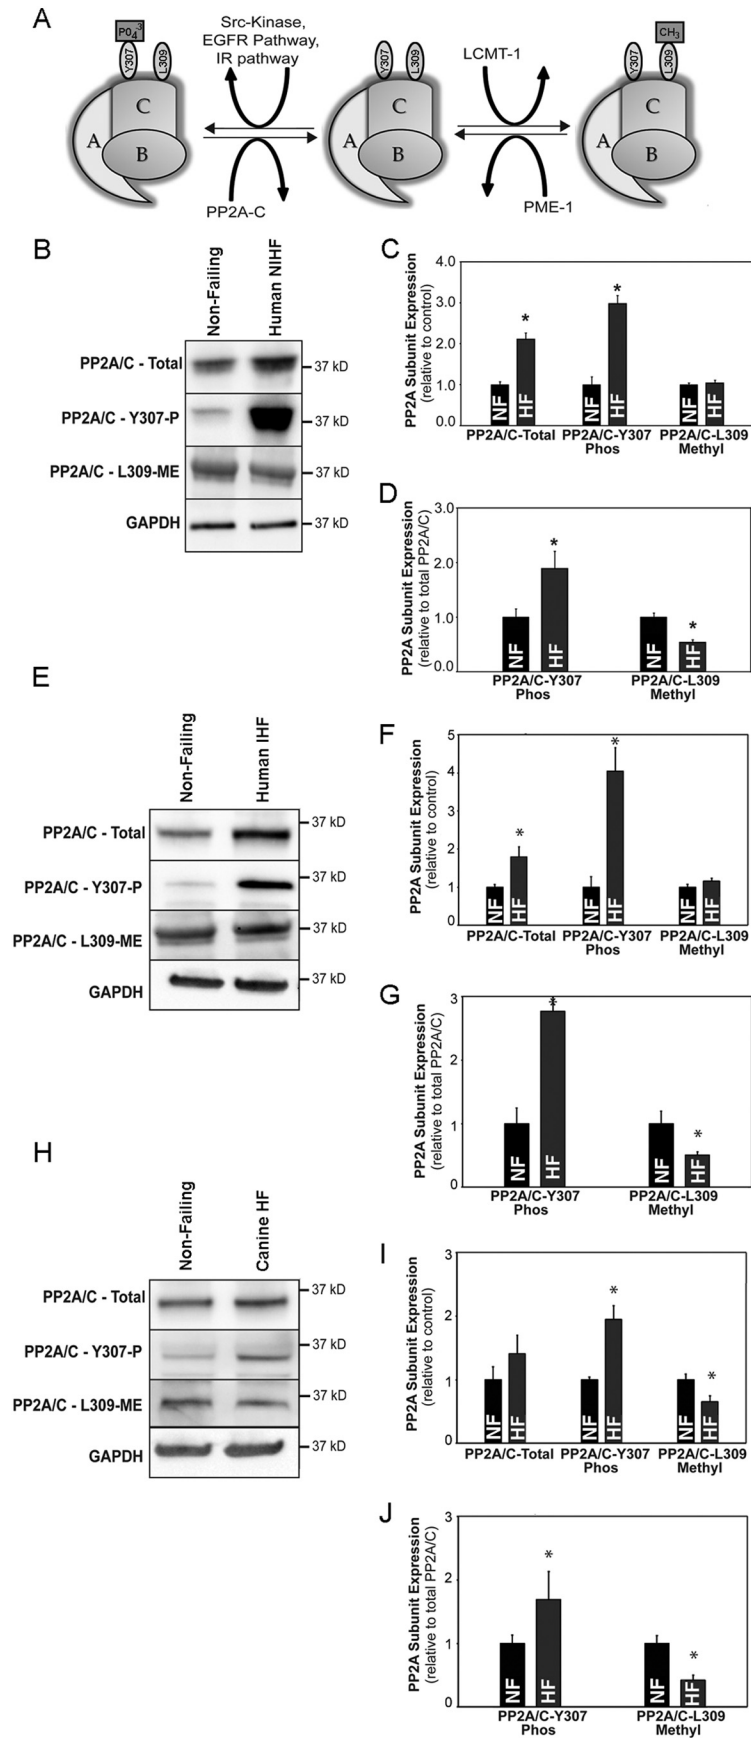 A
PO4-3
Y307
L309
C
A
B
Src-Kinase,
EGFR Pathway,
IR pathway
PP2A-C
Y307
L309
C
A
B
LCMT-1
PME-1
CH3
Y307
L309
C
A
B
B
Non-Failing
Human NIHF
PP2A/C - Total
37 kD
PP2A/C - Y307-P
37 kD
PP2A/C - L309-ME
37 kD
GAPDH
37 kD
C
PP2A Subunit Expression
(relative to control)
4.0
3.0
2.0
1.0
0.0
*
*
NF
HF
NF
HF
NF
HF
PP2A/C-Total
PP2A/C-Y307
Phos
PP2A/C-L309
Methyl
D
PP2A Subunit Expression
(relative to total PP2A/C)
3.0
2.0
1.0
0.0
*
*
NF
HF
NF
HF
PP2A/C-Y307
Phos
PP2A/C-L309
Methyl
E
Non-Failing
Human IHF
PP2A/C - Total
37 kD
PP2A/C - Y307-P
37 kD
PP2A/C - L309-ME
37 kD
GAPDH
37 kD
F
PP2A Subunit Expression
(relative to control)
5
4
2
1
0
*
*
NF
HF
NF
HF
NF
HF
PP2A/C-Total
PP2A/C-Y307
Phos
PP2A/C-L309
Methyl
G
PP2A Subunit Expression
(relative to total PP2A/C)
3
2
1
0
*
*
NF
HF
NF
HF
PP2A/C-Y307
Phos
PP2A/C-L309
Methyl
H
Non-Failing
Canine HF
PP2A/C - Total
37 kD
PP2A/C - Y307-P
37 kD
PP2A/C - L309-ME
37 kD
GAPDH
37 kD
I
PP2A Subunit Expression
(relative to control)
3
2
1
0
*
*
NF
HF
NF
HF
NF
HF
PP2A/C-Total
PP2A/C-Y307
Phos
PP2A/C-L309
Methyl
J
PP2A Subunit Expression
(relative to total PP2A/C)
3
2
1
0
*
*
NF
HF
NF
HF
PP2A/C-Y307
Phos
PP2A/C-L309
Methyl